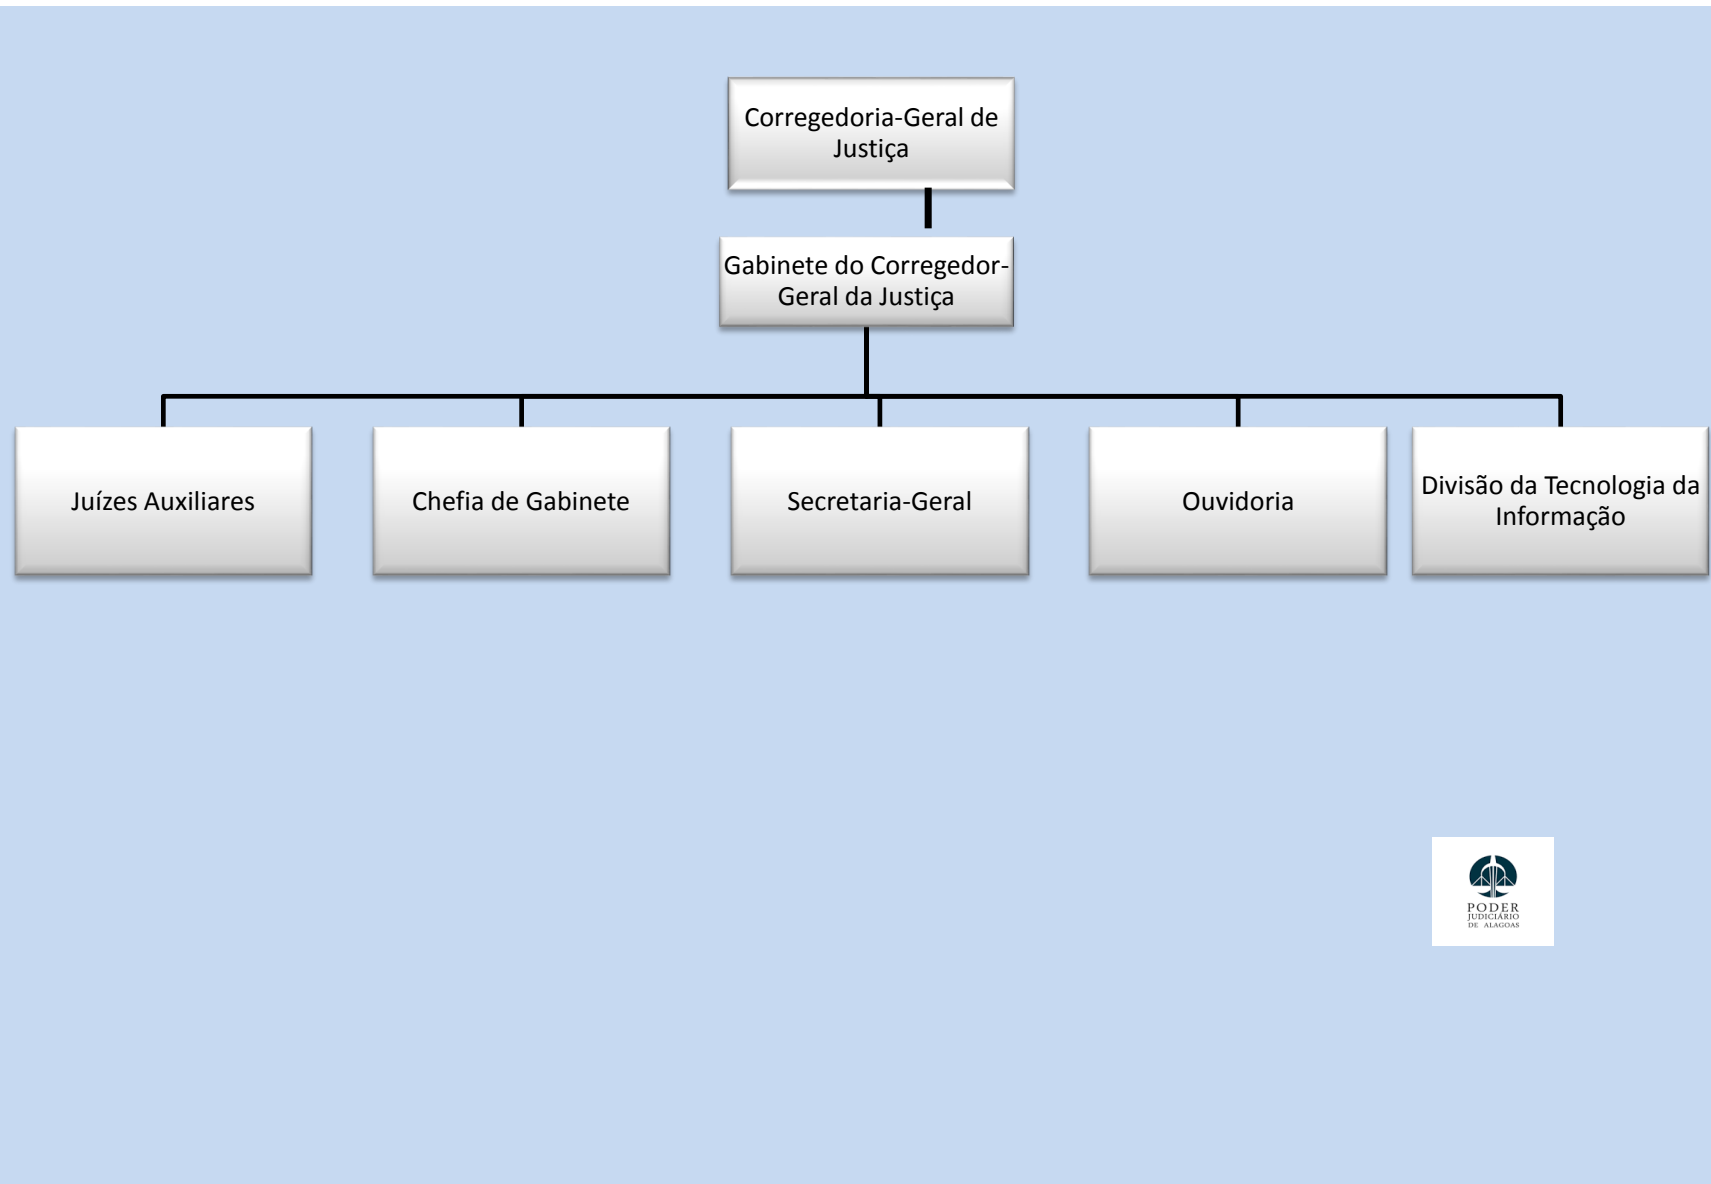 Corregedoria-Geral de
Justiça
Gabinete do Corregedor-
Geral da Justiça
Juízes Auxiliares
Chefia de Gabinete
Secretaria-Geral
Ouvidoria
Divisão da Tecnologia da
Informação
PODER
JUDICIÁRIO
DE ALAGOAS